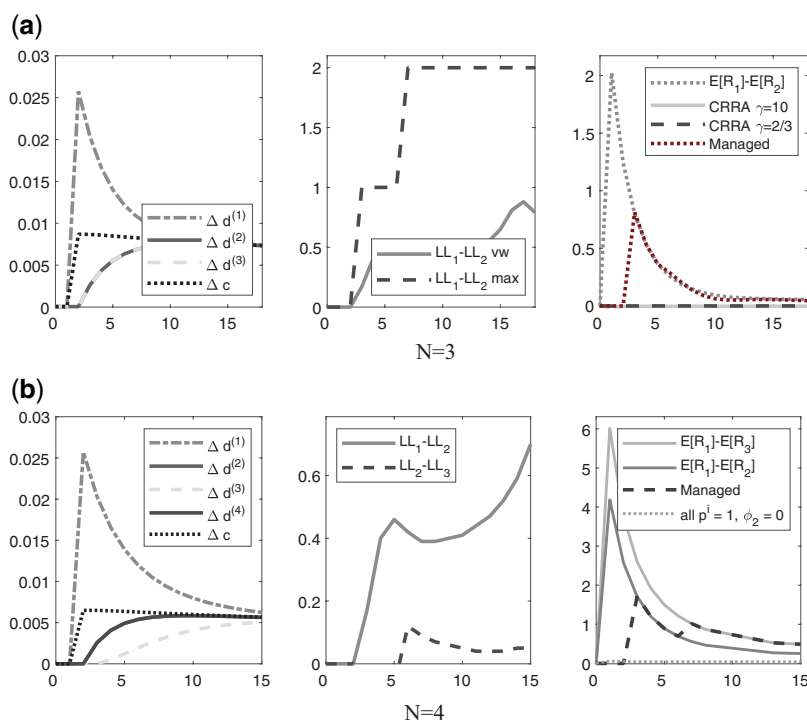 (a)
0.03
0.025
0.02
0.015
0.01
0.005
0
5 10 15
Δ d(1)
Δ d(2)
Δ d(3)
Δ c
2
1.5
1
0.5
0
0 5 10 15
LL1-LL2 vw
LL1-LL2 max
N=3
2
1.5
1
0.5
0
0 5 10 15
E[R1]-E[R2]
CRRA γ=10
CRRA γ=2/3
Managed
(b)
0.03
0.025
0.02
0.015
0.01
0.005
0
5 10 15
Δ d(1)
Δ d(2)
Δ d(3)
Δ d(4)
Δ c
0.6
0.4
0.2
0
0 5 10 15
LL1-LL2
LL2-LL3
N=4
6
5
4
3
2
1
0
0 5 10 15
E[R1]-E[R3]
E[R1]-E[R2]
Managed
all pi = 1, ϕ2 = 0